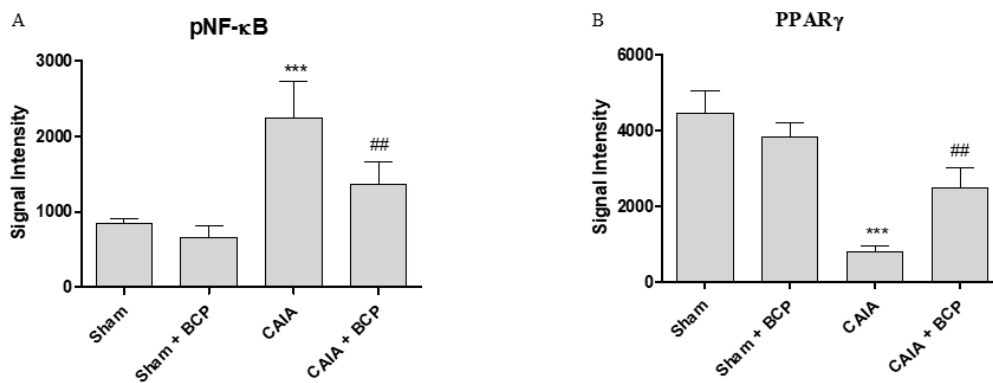 A
pNF-κB
Signal Intensity
3000
2000
1000
0
***
##
Sham
Sham + BCP
CAIA
CAIA + BCP
B
PPARγ
Signal Intensity
6000
4000
2000
0
***
##
Sham
Sham + BCP
CAIA
CAIA + BCP